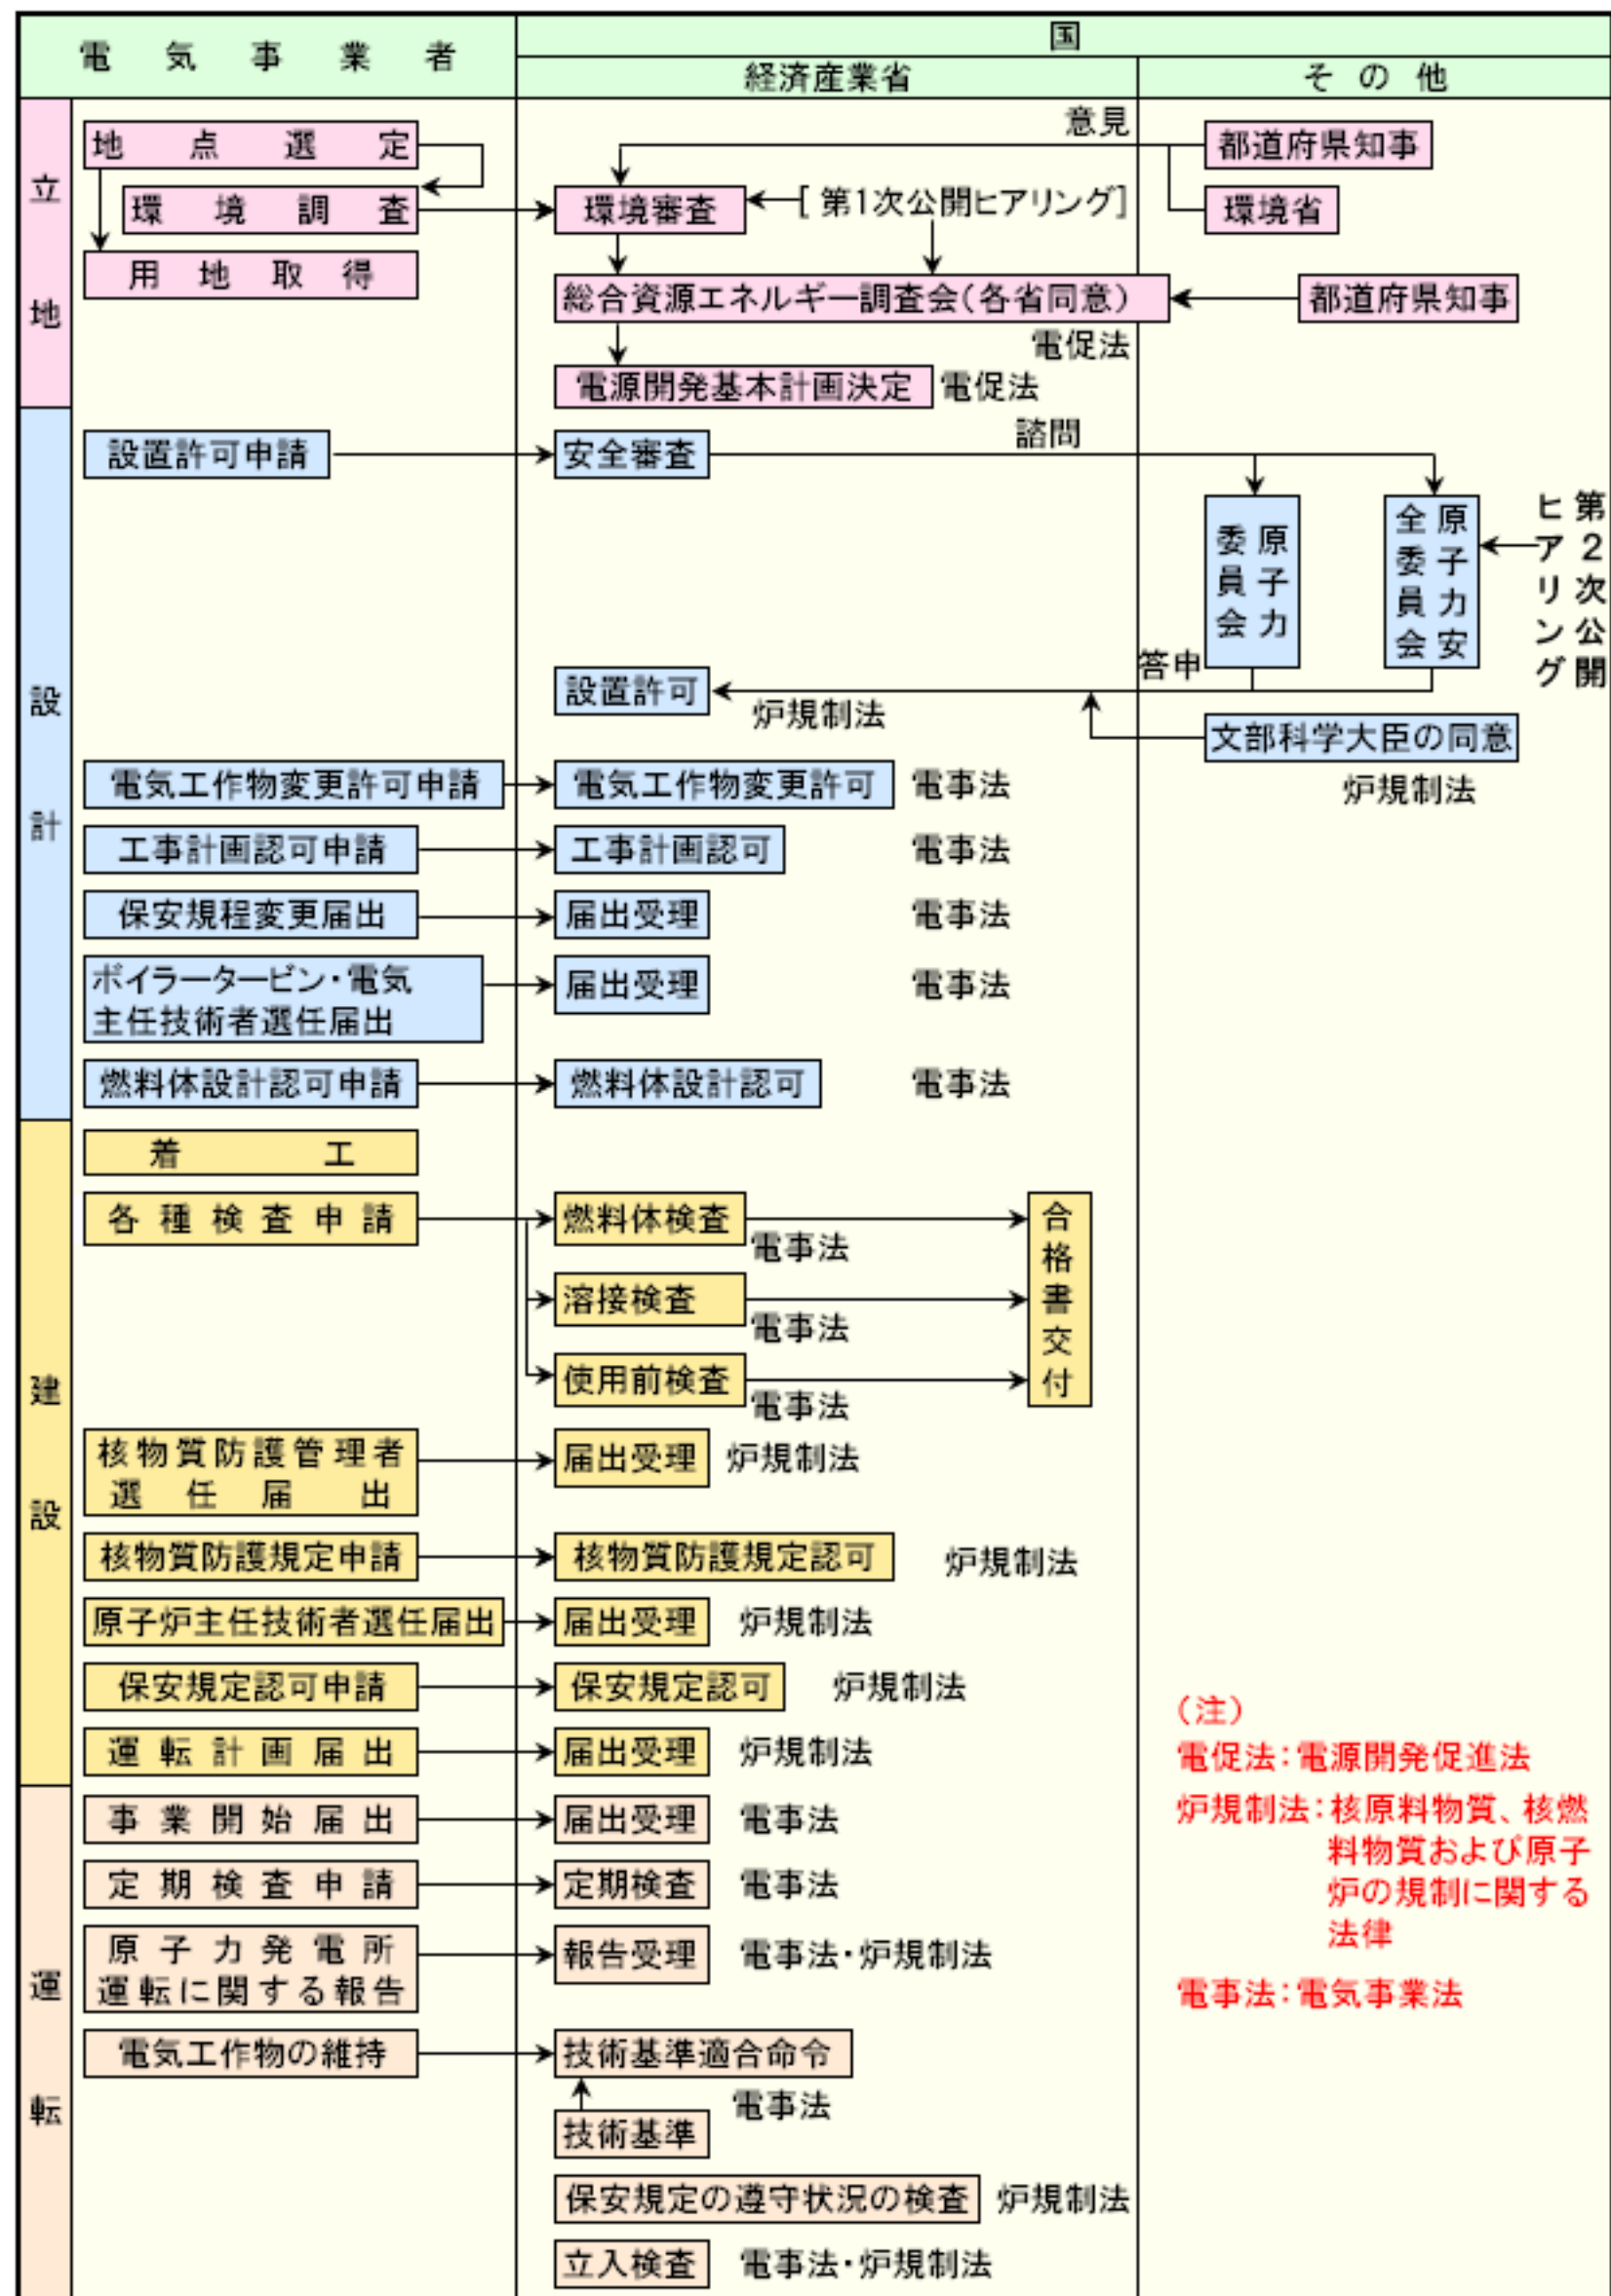 電気事業者
国
経済産業省
その他
立地
地点選定
環境調査
用地取得
意見
都道府県知事
環境省
環境審査
[第1次公開ヒアリング]
総合資源エネルギー調査会(各省同意)
都道府県知事
電促法
電源開発基本計画決定
電促法
設計
設置許可申請
安全審査
諮問
原子力
委員会
原子力安
全委員会
第2次公開
ヒアリング
答申
設置許可
炉規制法
文部科学大臣の同意
炉規制法
電気工作物変更許可申請
電気工作物変更許可
電事法
工事計画認可申請
工事計画認可
電事法
保安規程変更届出
届出受理
電事法
ボイラータービン・電気
主任技術者選任届出
届出受理
電事法
燃料体設計認可申請
燃料体設計認可
電事法
建設
着工
各種検査申請
燃料体検査
電事法
溶接検査
電事法
使用前検査
電事法
合格書交付
核物質防護管理者
選任届出
届出受理
炉規制法
核物質防護規定申請
核物質防護規定認可
炉規制法
原子炉主任技術者選任届出
届出受理
炉規制法
保安規定認可申請
保安規定認可
炉規制法
運転計画届出
届出受理
炉規制法
運転
事業開始届出
届出受理
電事法
定期検査申請
定期検査
電事法
原子力発電所
運転に関する報告
報告受理
電事法・炉規制法
電気工作物の維持
技術基準適合命令
電事法
技術基準
保安規定の遵守状況の検査
炉規制法
立入検査
電事法・炉規制法
(注)
電促法:電源開発促進法
炉規制法:核原料物質、核燃
料物質および原子
炉の規制に関する
法律
電事法:電気事業法